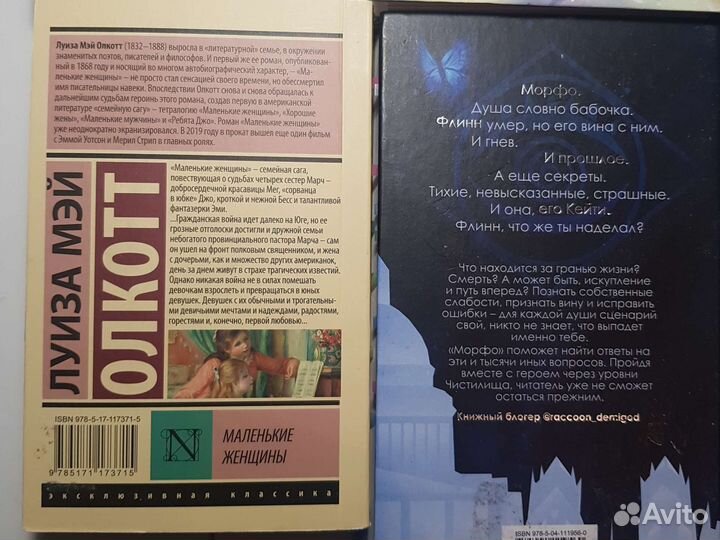 Луиза Мэй Олкотт (1832–1888) выросла в «литературной» семье, в окружении
знаменитых поэтов, писателей и философов. И первый же ее роман, опубликован-
ный в 1868 году и носящий во многом автобиографический характер, – «Ма-
ленькие женщины» – не просто стал сенсацией своего времени, но обессмертил
имя писательницы навеки. Впоследствии Олкотт снова и снова обращалась к
дальнейшим судьбам героинь этого романа, создав первую в американской
литературе «семейную сагу» – тетралогию «Маленькие женщины», «Хорошие
жены», «Маленькие мужчины» и «Ребята Джо». Роман «Маленькие женщины»
уже неоднократно экранизировался. В 2019 году в прокат вышел еще один фильм
с Эммой Уотсон и Мерил Стрип в главных ролях.
ЛУИЗА МЭЙ
ОЛКОТТ
«Маленькие женщины» – семейная сага,
повествующая о судьбах четырех сестер Марч –
добросердечной красавицы Мег, «сорванца
в юбке» Джо, кроткой и нежной Бесс и талантливой
фантазерки Эми.
...Гражданская война идет далеко на Юге, но ее
грозные отголоски достигли и дружной семьи
небогатого провинциального пастора Марча – сам
он ушел на фронт полковым священником, и жена
с дочерьми, как и множество других американок,
день за днем живут в страхе трагических известий.
Однако никакая война не в силах помешать
девочкам взрослеть и превращаться в юных
девушек. Девушек с их обычными и трогательны-
ми девичьими мечтами и надеждами, радостями,
горестями и, конечно, первой любовью...
ISBN 978-5-17-117371-5
9 785171 173715
N
МАЛЕНЬКИЕ
ЖЕНЩИНЫ
эксклюзивная классика
Морфо.
Душа словно бабочка.
Флинн умер, но его вина с ним.
И гнев.
И прошлое.
А еще секреты.
Тихие, невысказанные, страшные.
И она, его Кейти.
Флинн, что же ты наделал?
Что находится за гранью жизни?
Смерть? А может быть, искупление
и путь вперед? Познать собственные
слабости, признать вину и исправить
ошибки – для каждой души сценарий
свой, никто не знает, что выпадет
именно тебе.
«Морфо» поможет найти ответы на
эти и тысячи иных вопросов. Пройдя
вместе с героем через уровни
Чистилища, читатель уже не сможет
остаться прежним.
Книжный блогер @raccoon_demigod
ISBN 978-5-04-111956-0
Avito